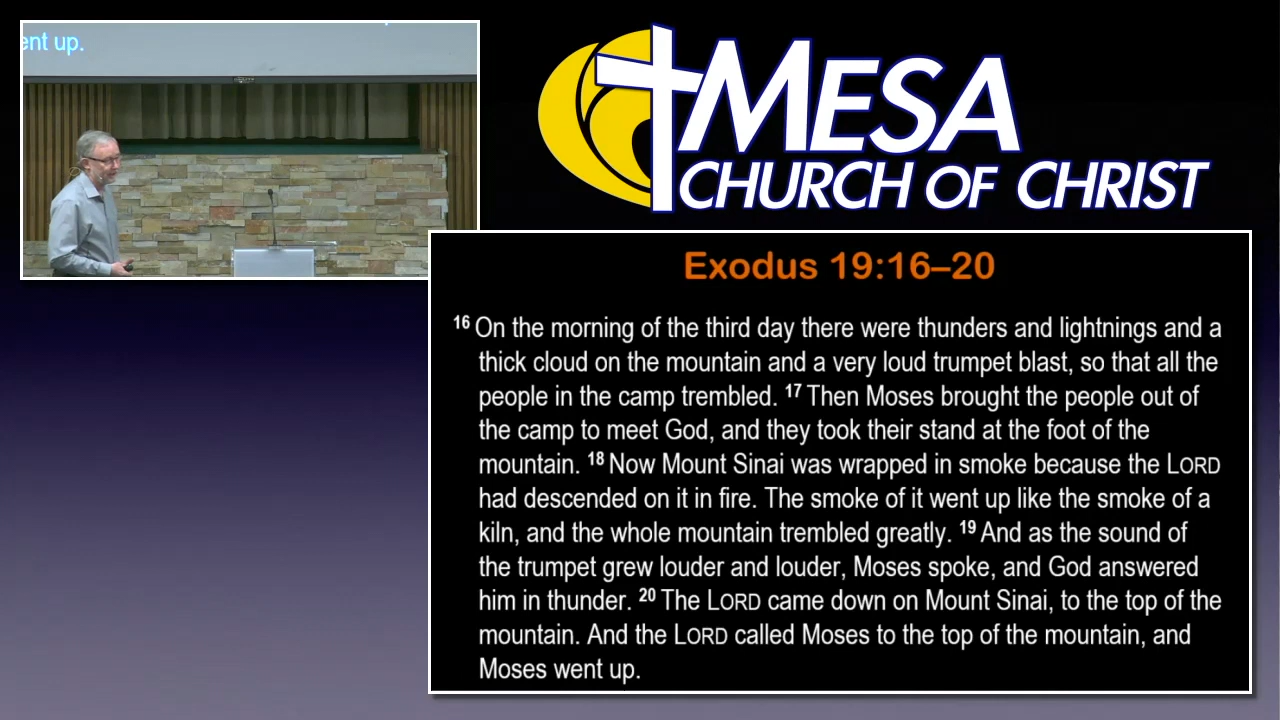 ent up.
MESA
CHURCH OF CHRIST
Exodus 19:16–20
16 On the morning of the third day there were thunders and lightnings and a
thick cloud on the mountain and a very loud trumpet blast, so that all the
people in the camp trembled. 17 Then Moses brought the people out of
the camp to meet God, and they took their stand at the foot of the
mountain. 18 Now Mount Sinai was wrapped in smoke because the LORD
had descended on it in fire. The smoke of it went up like the smoke of a
kiln, and the whole mountain trembled greatly. 19 And as the sound of
the trumpet grew louder and louder, Moses spoke, and God answered
him in thunder. 20 The LORD came down on Mount Sinai, to the top of the
mountain. And the LORD called Moses to the top of the mountain, and
Moses went up.